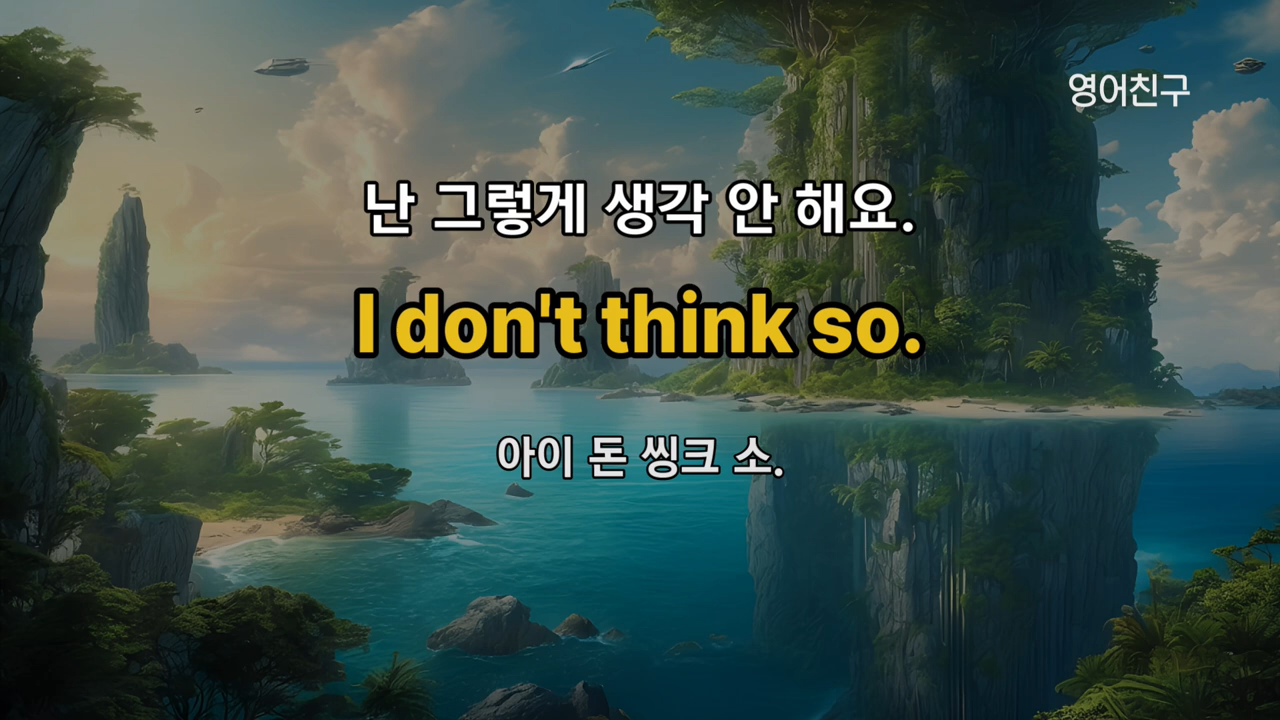 영어친구
난 그렇게 생각 안 해요.
I don't think so.
아이 돈 씽크 소.